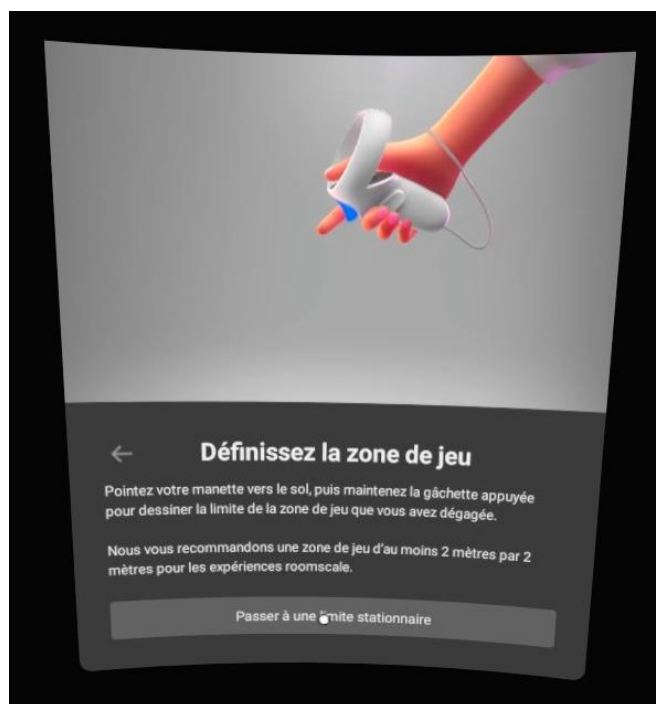 Définissez la zone de jeu
Pointez votre manette vers le sol, puis maintenez la gâchette appuyée
pour dessiner la limite de la zone de jeu que vous avez dégagée.
Nous vous recommandons une zone de jeu d'au moins 2 mètres par 2
mètres pour les expériences roomscale.
Passer à une limite stationnaire